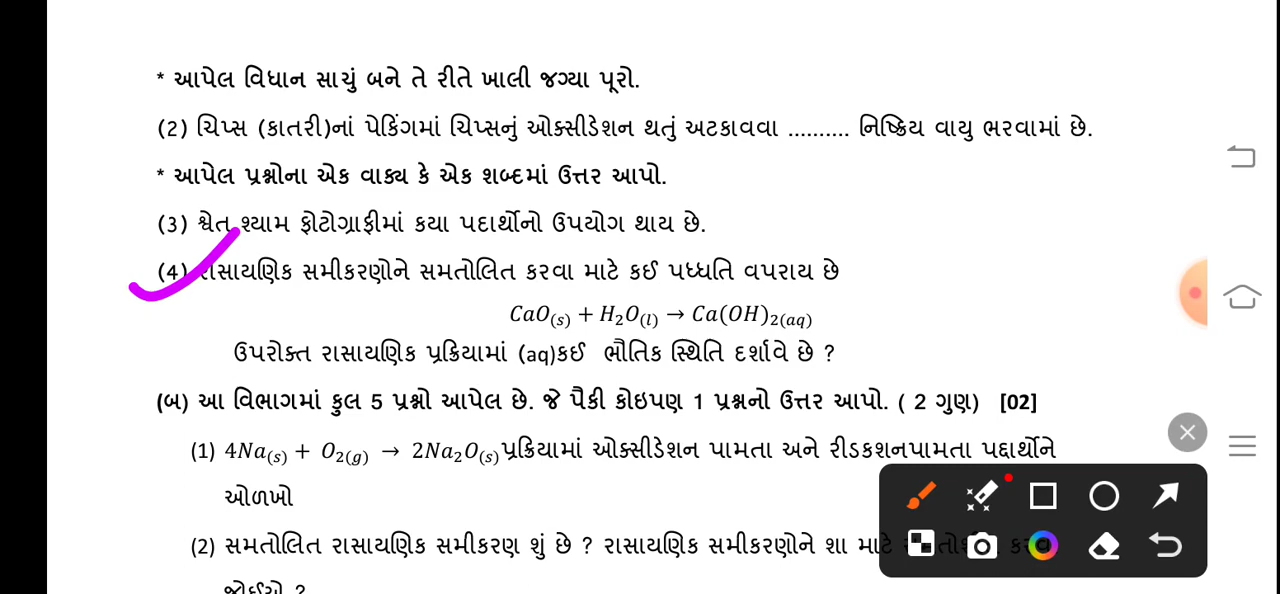 * આપેલ વિધાન સાચું બને તે રીતે ખાલી જગ્યા પૂરો.
(2) ચિપ્સ (કાતરી)નાં પેકિંગમાં ચિપ્સનું ઓક્સીડેશન થતું અટકાવવા .......... નિષ્ક્રિય વાયુ ભરવામાં છે.
* આપેલ પ્રશ્નોના એક વાક્ય કે એક શબ્દમાં ઉત્તર આપો.
(3) શ્વેત શ્યામ ફોટોગ્રાફીમાં કયા પદાર્થોનો ઉપયોગ થાય છે.
(4) રાસાયણિક સમીકરણોને સમતોલિત કરવા માટે કઈ પધ્ધતિ વપરાય છે
CaO(s) + H₂O(l) → Ca(OH)₂(aq)
ઉપરોક્ત રાસાયણિક પ્રક્રિયામાં (aq)કઈ ભૌતિક સ્થિતિ દર્શાવે છે ?
(બ) આ વિભાગમાં કુલ 5 પ્રશ્નો આપેલ છે. જે પૈકી કોઇપણ 1 પ્રશ્નનો ઉત્તર આપો. ( 2 ગુણ) [02]
(1) 4Na(s) + O₂(g) → 2Na₂O(s)પ્રક્રિયામાં ઓક્સીડેશન પામતા અને રીડકશનપામતા પદ્દાર્થોને
ઓળખો
(2) સમતોલિત રાસાયણિક સમીકરણ શું છે ? રાસાયણિક સમીકરણોને શા માટે
જોઈએ ?